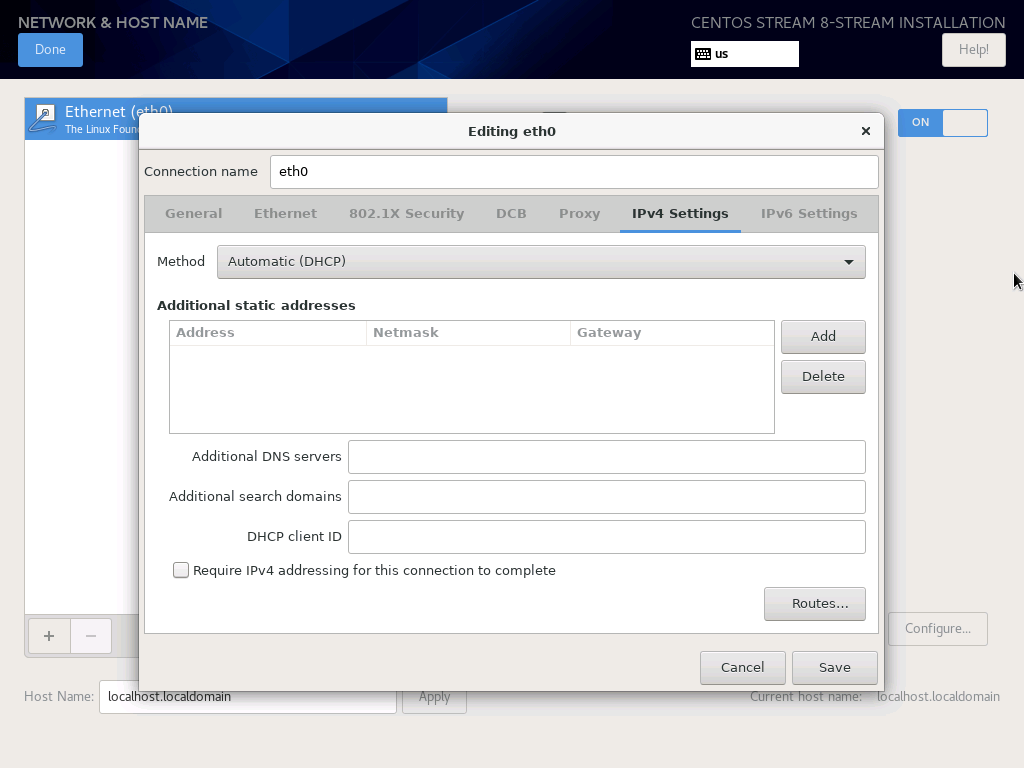 NETWORK & HOST NAME
CENTOS STREAM 8-STREAM INSTALLATION
Done
us
Help!
Ethernet (eth0)
The Linux
ON
Editing eth0
Connection name eth0
General Ethernet 802.1X Security DCB Proxy IPv4 Settings IPv6 Settings
Method Automatic (DHCP)
Additional static addresses
Address Netmask Gateway
Add
Delete
Additional DNS servers
Additional search domains
DHCP client ID
Require IPv4 addressing for this connection to complete
Routes...
Configure...
Cancel Save
Host Name: localhost.localdomain Apply Current host name: localhost.localdomain